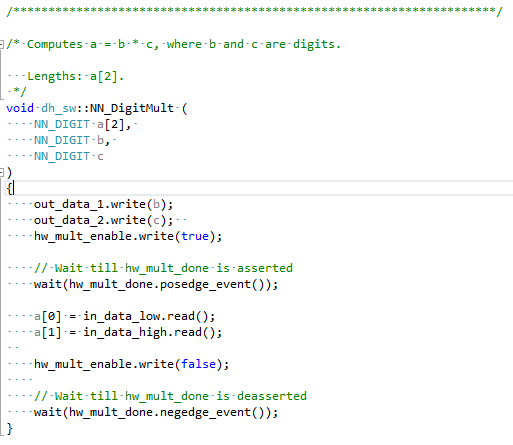 /*********************************************************************/
/* Computes a = b * c, where b and c are digits.
Lengths: a[2].
*/
void dh_sw::NN_DigitMult (
NN_DIGIT a[2],
NN_DIGIT b,
NN_DIGIT c
)
{
out_data_1.write(b);
out_data_2.write(c);
hw_mult_enable.write(true);
// Wait till hw_mult_done is asserted
wait(hw_mult_done.posedge_event());
a[0] = in_data_low.read();
a[1] = in_data_high.read();
hw_mult_enable.write(false);
// Wait till hw_mult_done is deasserted
wait(hw_mult_done.negedge_event());
}